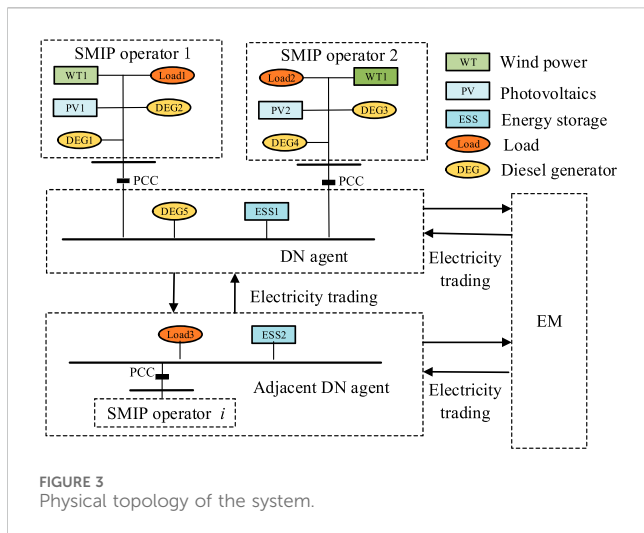 SMIP operator 1
WT1
Load1
PV1
DEG2
DEG1
PCC
SMIP operator 2
Load2
WT1
PV2
DEG3
DEG4
PCC
WT Wind power
PV Photovoltaics
ESS Energy storage
Load Load
DEG Diesel generator
DEG5
ESS1
DN agent
Electricity
trading
Electricity trading
EM
Load3
ESS2
PCC
Adjacent DN agent
SMIP operator i
Electricity
trading
FIGURE 3
Physical topology of the system.